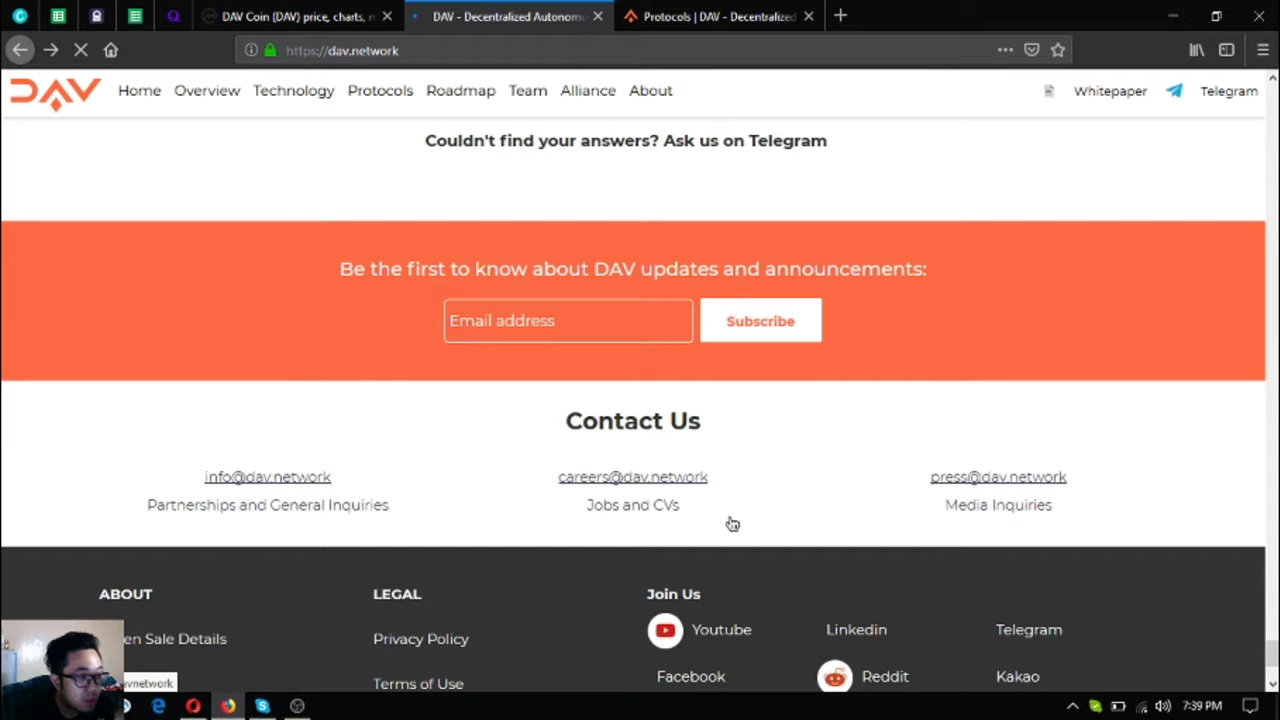 DAV Coin (DAV) price, charts, m
DAV - Decentralized Autonomo
Protocols | DAV - Decentralized
https://dav.network
DAV
Home
Overview
Technology
Protocols
Roadmap
Team
Alliance
About
Whitepaper
Telegram
Couldn't find your answers? Ask us on Telegram
Be the first to know about DAV updates and announcements:
Email address
Subscribe
Contact Us
info@dav.network
careers@dav.network
press@dav.network
Partnerships and General Inquiries
Jobs and CVs
Media Inquiries
ABOUT
LEGAL
Join Us
en Sale Details
Privacy Policy
Youtube
Linkedin
Telegram
avnetwork
Terms of Use
Facebook
Reddit
Kakao
7:39 PM